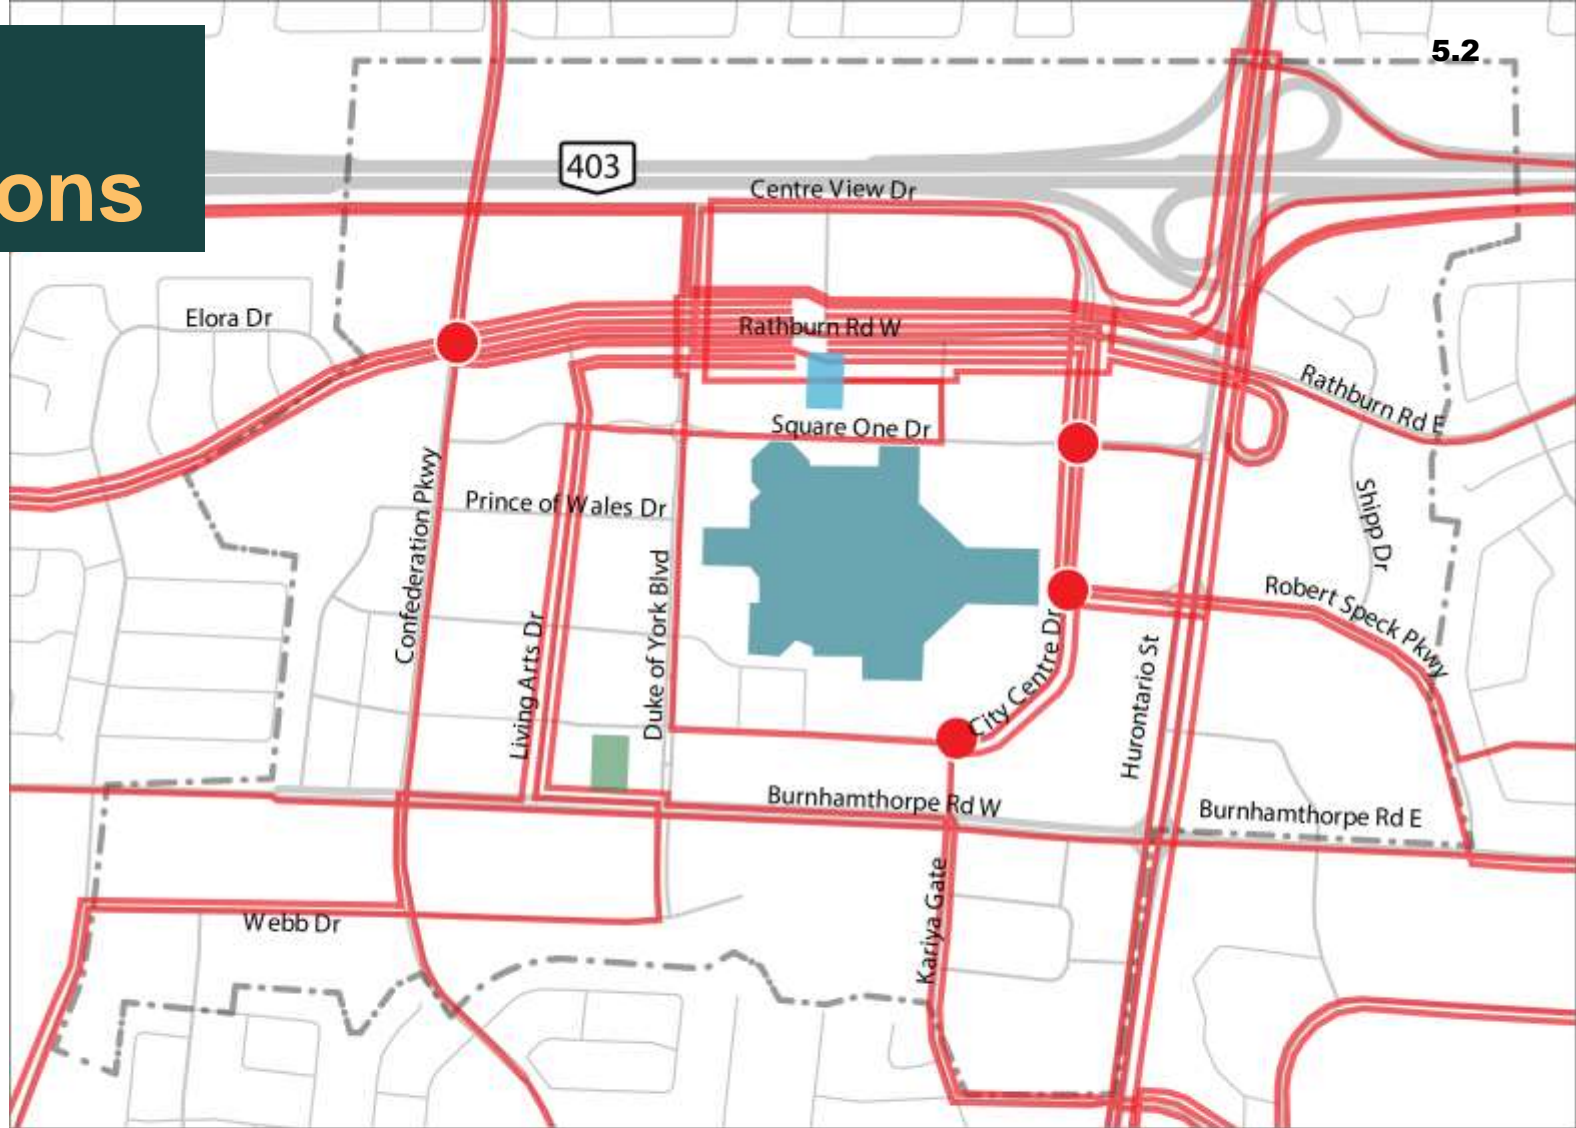 5.2
ons
403
Centre View Dr
Elora Dr
Rathburn Rd W
Rathburn Rd E
Square One Dr
Confederation Pkwy
Prince of Wales Dr
Shipp Dr
Duke of York Blvd
Robert Speck Pkwy
Living Arts Dr
City Centre Dr
Hurontario St
Burnhamthorpe Rd W
Burnhamthorpe Rd E
Kariya Gate
Webb Dr